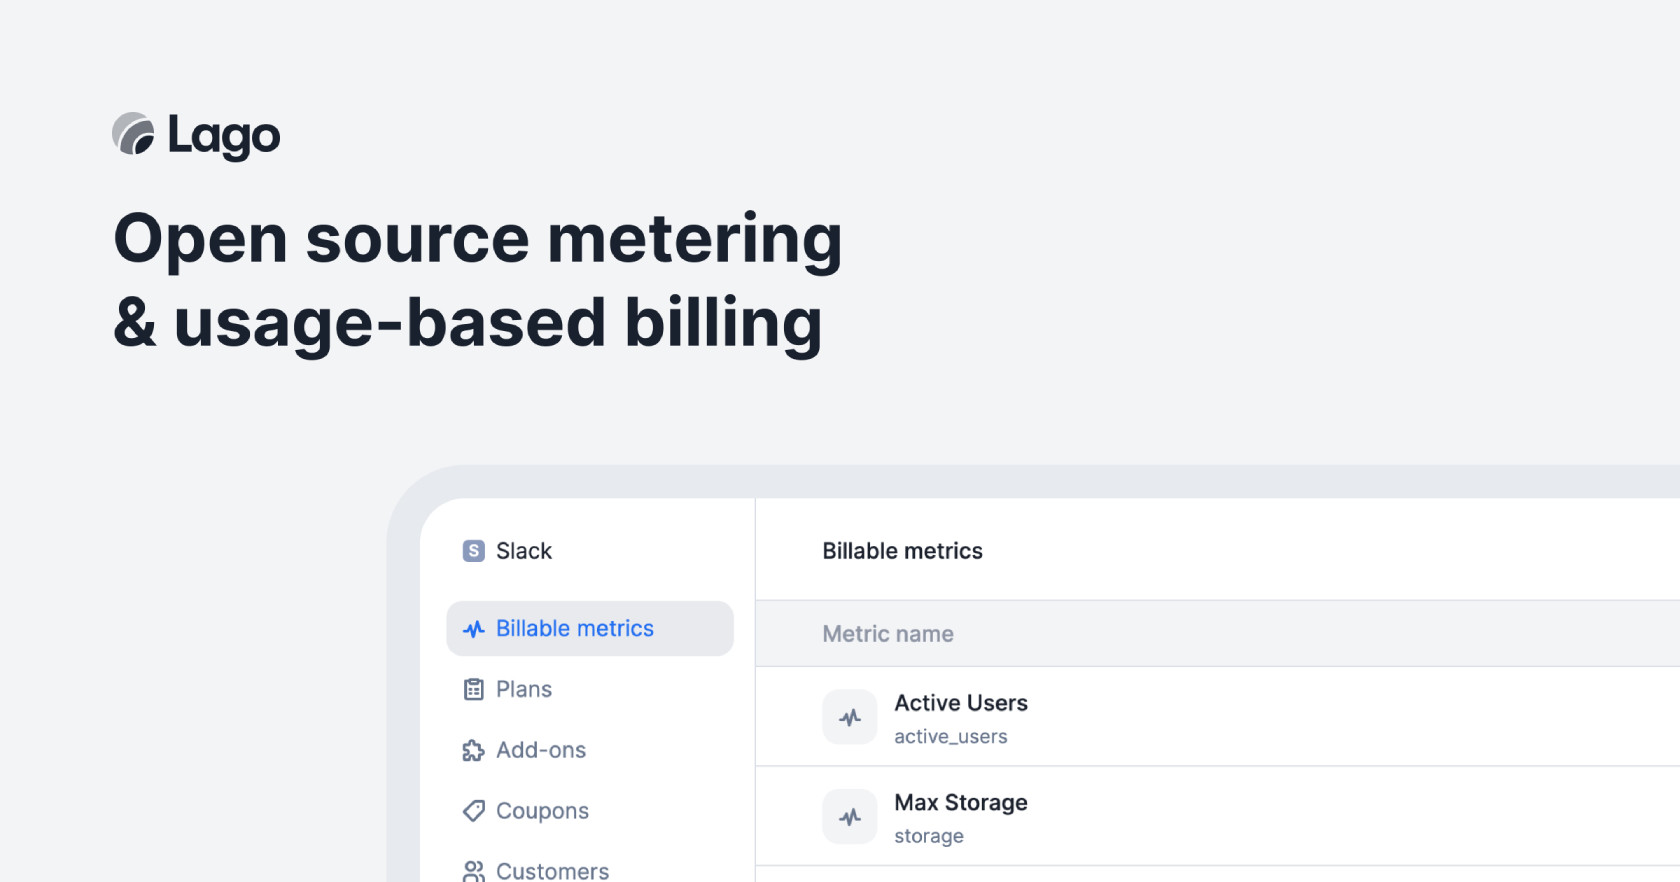 Lago
Open source metering
& usage-based billing
S Slack
Billable metrics
Plans
Add-ons
Coupons
Customers
Billable metrics
Metric name
Active Users
active_users
Max Storage
storage